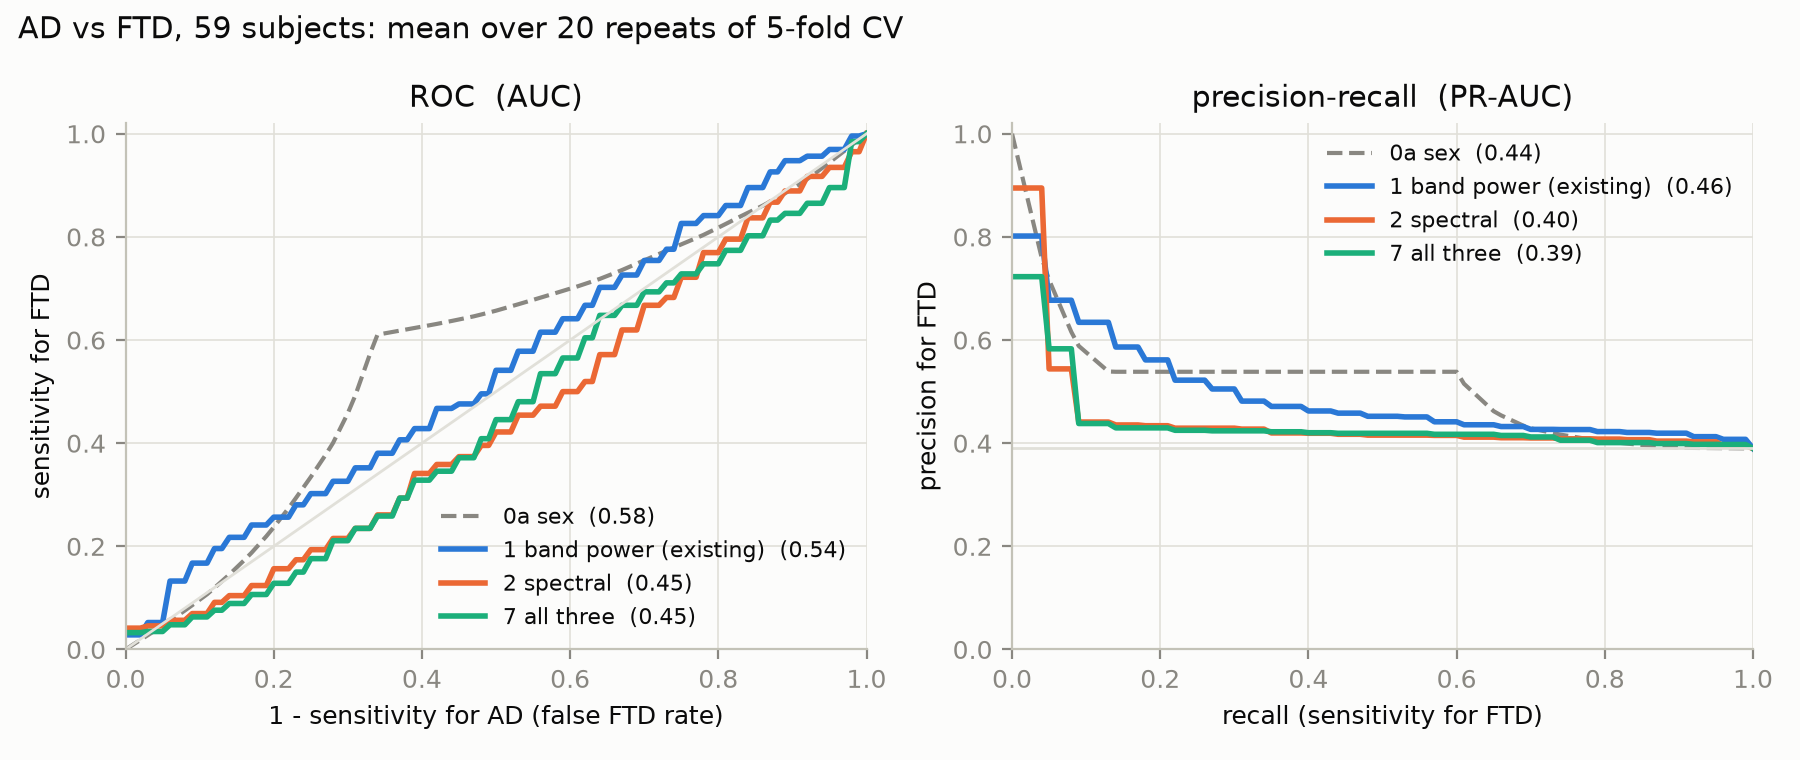 AD vs FTD, 59 subjects: mean over 20 repeats of 5-fold CV
ROC  (AUC)
1.0
0.8
0.6
0.4
0.2
0.0
sensitivity for FTD
0a sex  (0.58)
1 band power (existing)  (0.54)
2 spectral  (0.45)
7 all three  (0.45)
0.0 0.2 0.4 0.6 0.8 1.0
1 - sensitivity for AD (false FTD rate)
precision-recall  (PR-AUC)
1.0
0.8
0.6
0.4
0.2
0.0
precision for FTD
0a sex  (0.44)
1 band power (existing)  (0.46)
2 spectral  (0.40)
7 all three  (0.39)
0.0 0.2 0.4 0.6 0.8 1.0
recall (sensitivity for FTD)